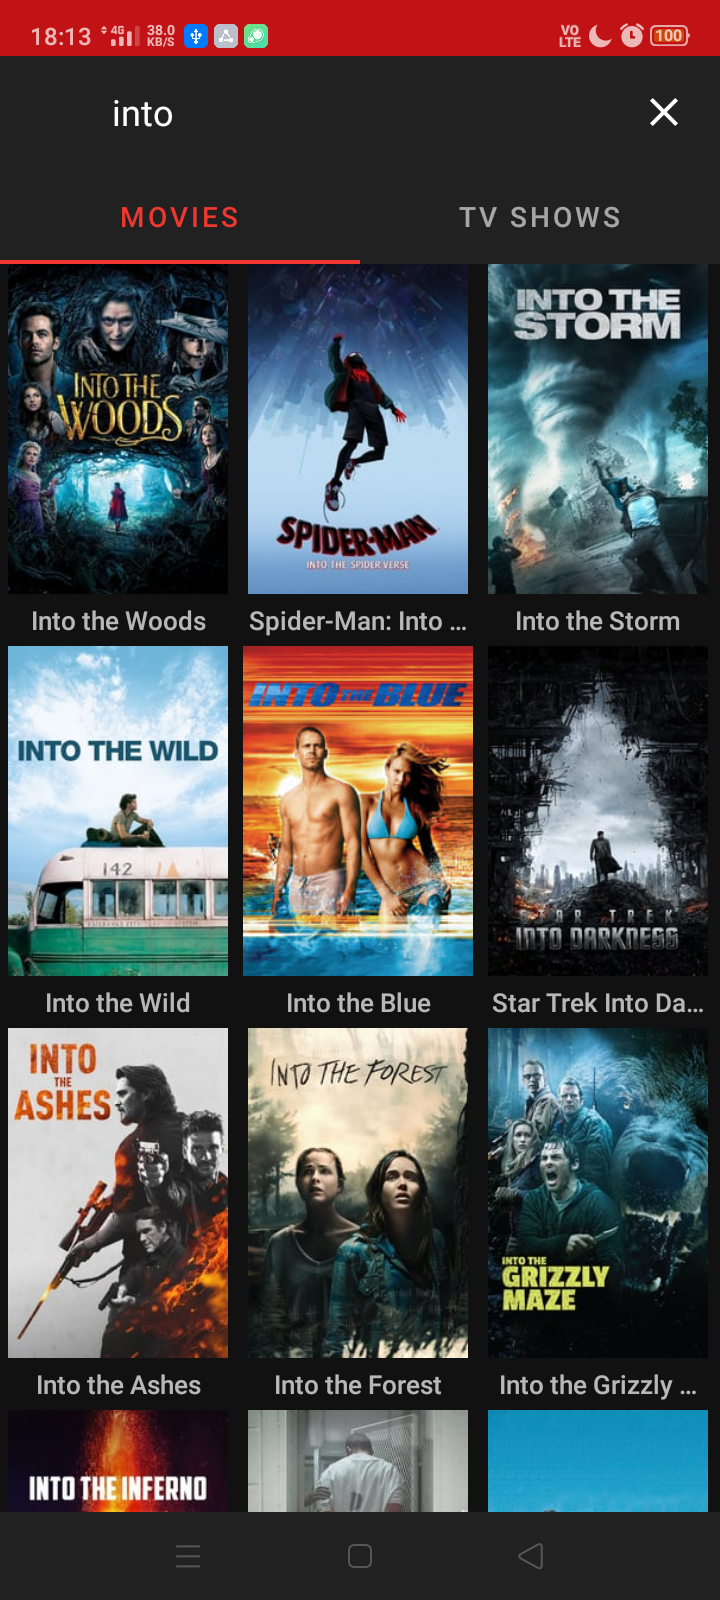 18:13 4G 38.0 KB/S VO LTE 100
into
MOVIES TV SHOWS
INTO THE WOODS
SPIDER-MAN
INTO THE SPIDER-VERSE
INTO THE STORM
Into the Woods Spider-Man: Into ... Into the Storm
INTO THE WILD
142
INTO THE BLUE
STAR TREK
INTO DARKNESS
Into the Wild Into the Blue Star Trek Into Da...
INTO
THE
ASHES
INTO THE FOREST
INTO THE
GRIZZLY
MAZE
Into the Ashes Into the Forest Into the Grizzly ...
INTO THE INFERNO